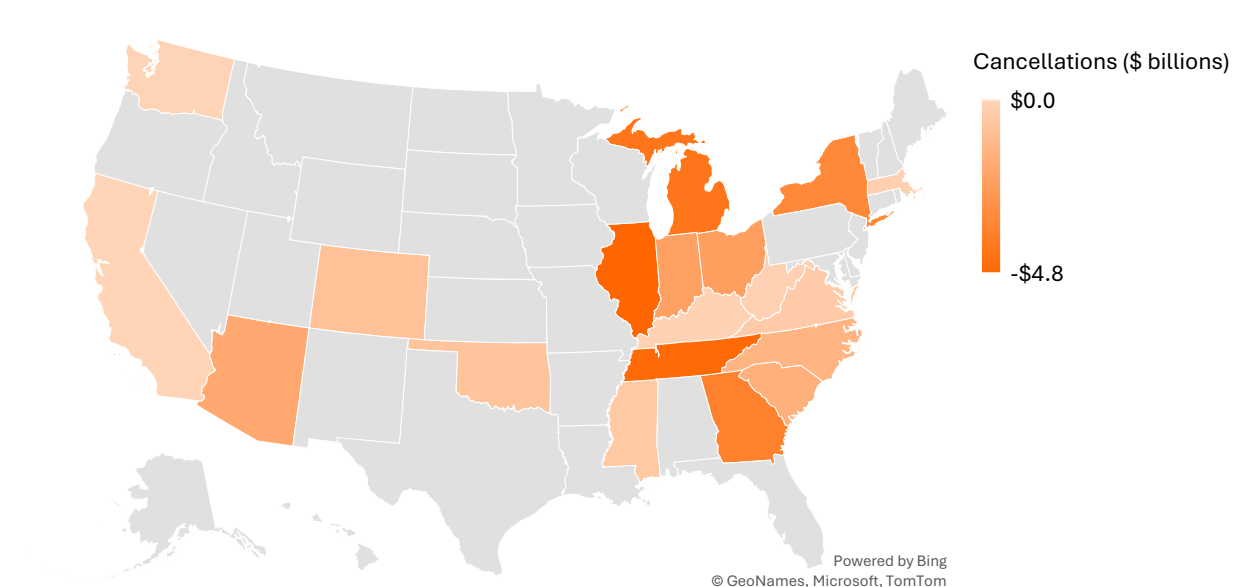 Cancellations ($ billions)
$0.0
-$4.8
Powered by Bing
© GeoNames, Microsoft, TomTom